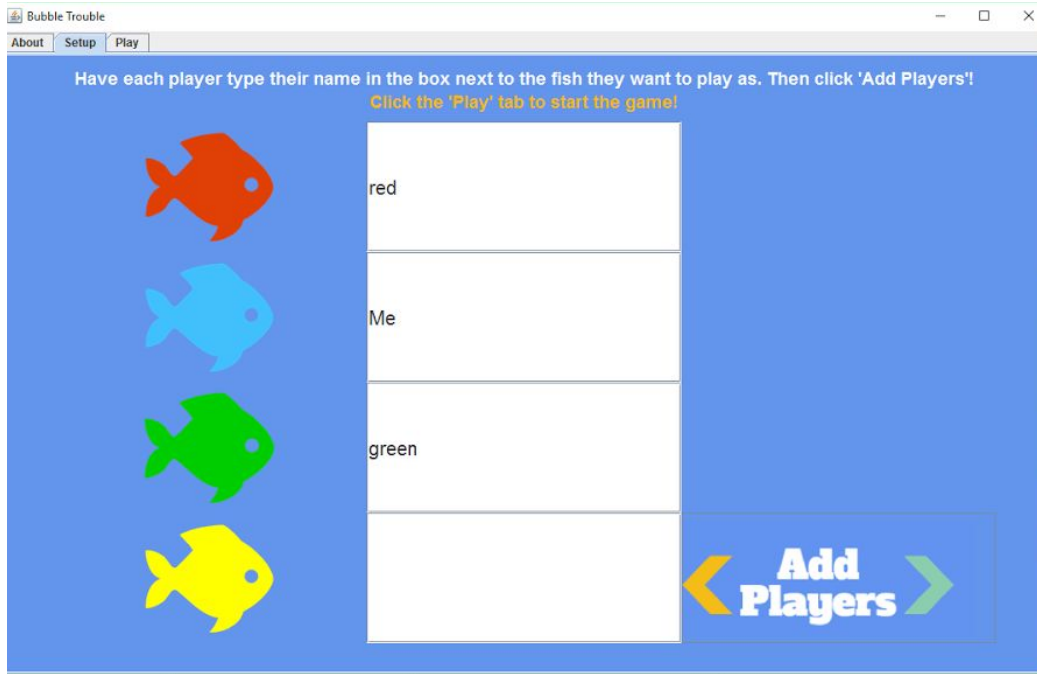 Bubble Trouble
About Setup Play
Have each player type their name in the box next to the fish they want to play as. Then click 'Add Players'!
Click the 'Play' tab to start the game!
red
Me
green
Add
Players